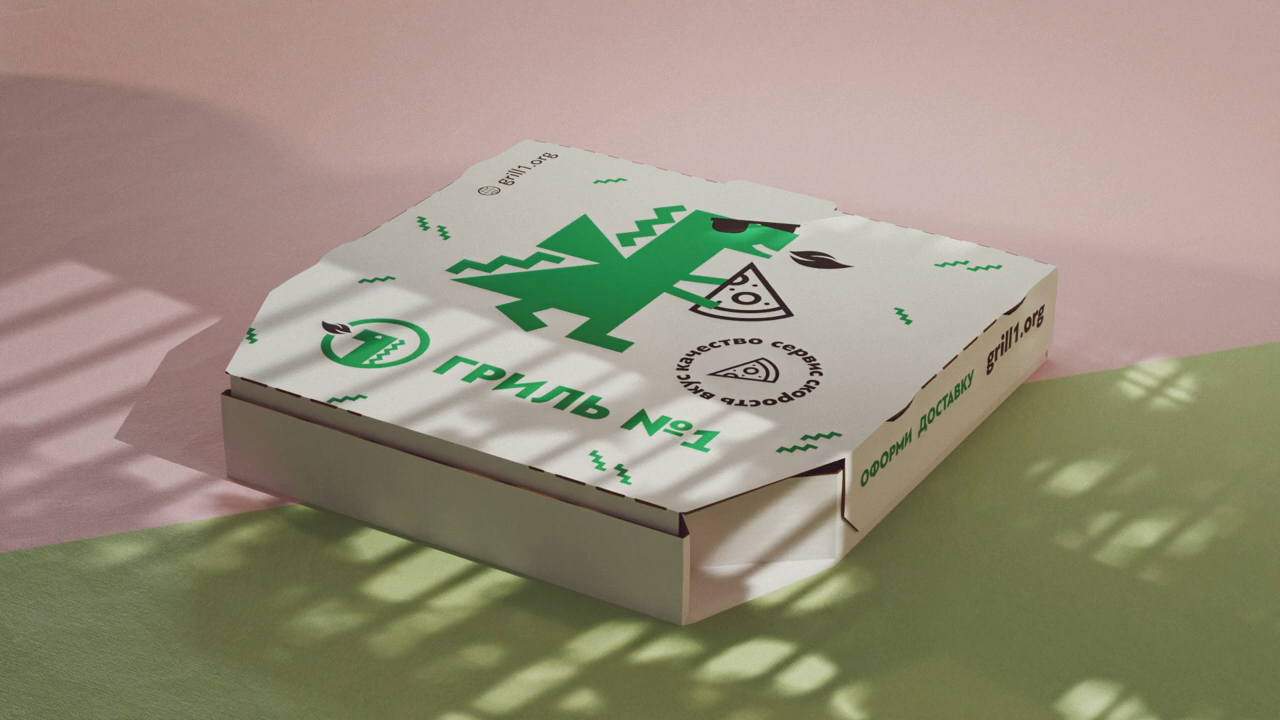 grill1.org
качество сервис скорость вкус
ГРИЛЬ №1
ОФОРМИ ДОСТАВКУ
grill1.org